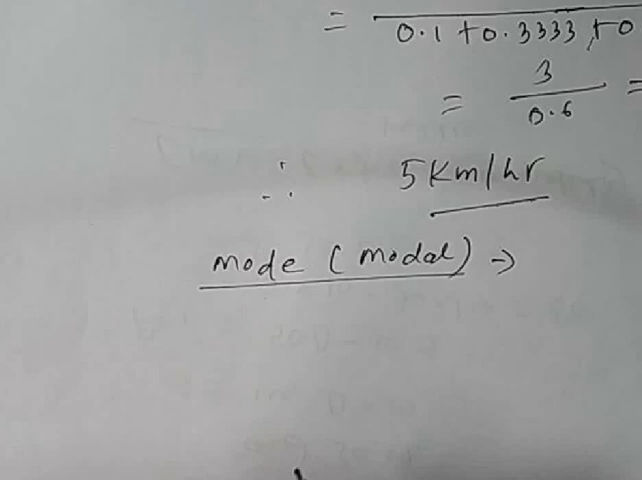 =
0.1 + 0.3333, + 0
3
= — =
0.6
∴ 5 Km/hr
mode (modal) →